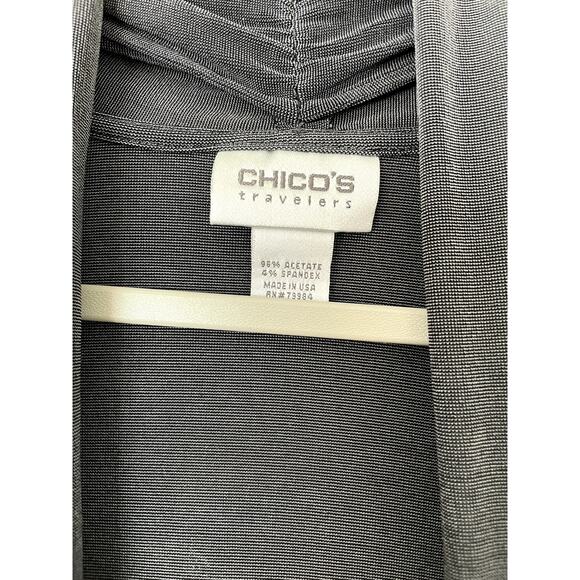 CHICO'S
travelers
96% ACETATE
4% SPANDEX
MADE IN USA
RN# 79984